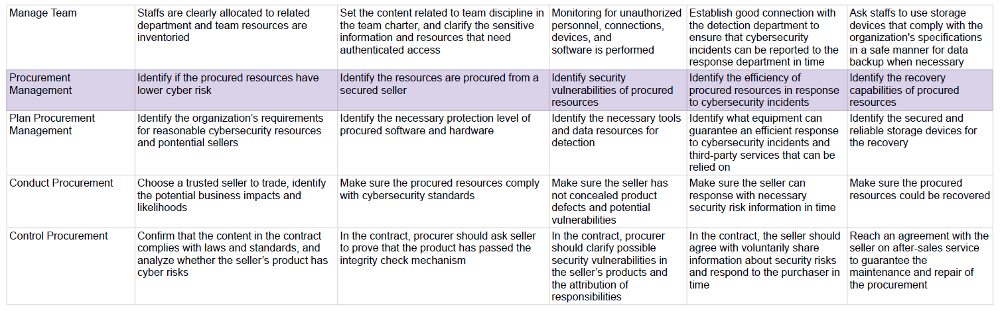 Manage Team
Staffs are clearly allocated to related
department and team resources are
inventoried
Set the content related to team discipline in
the team charter, and clarify the sensitive
information and resources that need
authenticated access
Monitoring for unauthorized
personnel, connections,
devices, and
software is performed
Establish good connection with
the detection department to
ensure that cybersecurity
incidents can be reported to the
response department in time
Ask staffs to use storage
devices that comply with the
organization's specifications
in a safe manner for data
backup when necessary
Procurement
Management
Identify if the procured resources have
lower cyber risk
Identify the resources are procured from a
secured seller
Identify security
vulnerabilities of procured
resources
Identify the efficiency of
procured resources in response
to cybersecurity incidents
Identify the recovery
capabilities of procured
resources
Plan Procurement
Management
Identify the organization’s requirements
for reasonable cybersecurity resources
and pontential sellers
Identify the necessary protection level of
procured software and hardware
Identify the necessary tools
and data resources for
detection
Identify what equipment can
guarantee an efficient response
to cybersecurity incidents and
third-party services that can be
relied on
Identify the secured and
reliable storage devices for
the recovery
Conduct Procurement
Choose a trusted seller to trade, identify
the potential business impacts and
likelihoods
Make sure the procured resources comply
with cybersecurity standards
Make sure the seller has
not concealed product
defects and potential
vulnerabilities
Make sure the seller can
response with necessary
security risk information in time
Make sure the procured
resources could be recovered
Control Procurement
Confirm that the content in the contract
complies with laws and standards, and
analyze whether the seller’s product has
cyber risks
In the contract, procurer should ask seller
to prove that the product has passed the
integrity check mechanism
In the contract, procurer
should clarify possible
security vulnerabilities in
the seller’s products and
the attribution of
responsibilities
In the contract, the seller should
agree with voluntarily share
information about security risks
and respond to the purchaser in
time
Reach an agreement with the
seller on after-sales service
to guarantee the
maintenance and repair of
the procurement